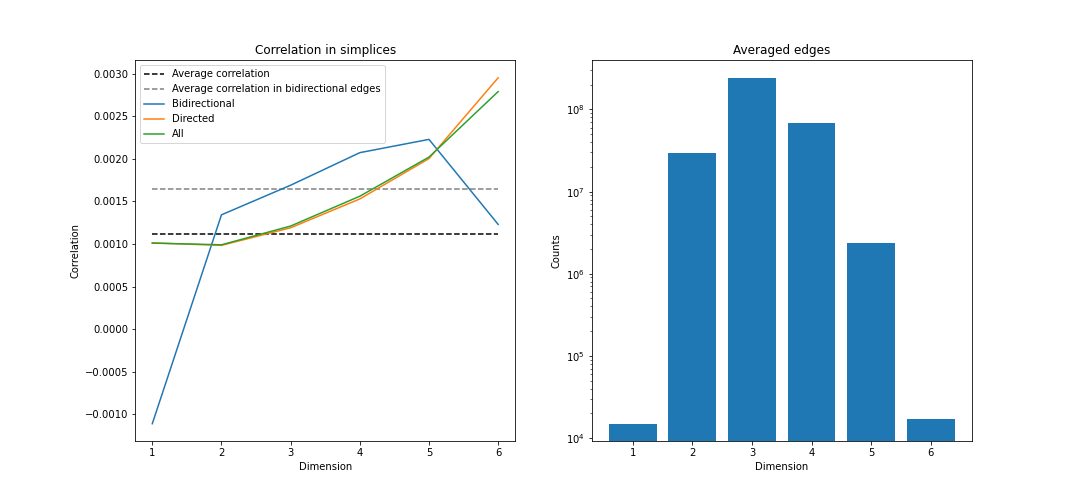 Correlation in simplices
Average correlation
Average correlation in bidirectional edges
Bidirectional
Directed
All
0.0030
0.0025
0.0020
0.0015
0.0010
0.0005
0.0000
−0.0005
−0.0010
Correlation
1 2 3 4 5 6
Dimension
Averaged edges
10⁸
10⁷
10⁶
10⁵
10⁴
Counts
1 2 3 4 5 6
Dimension